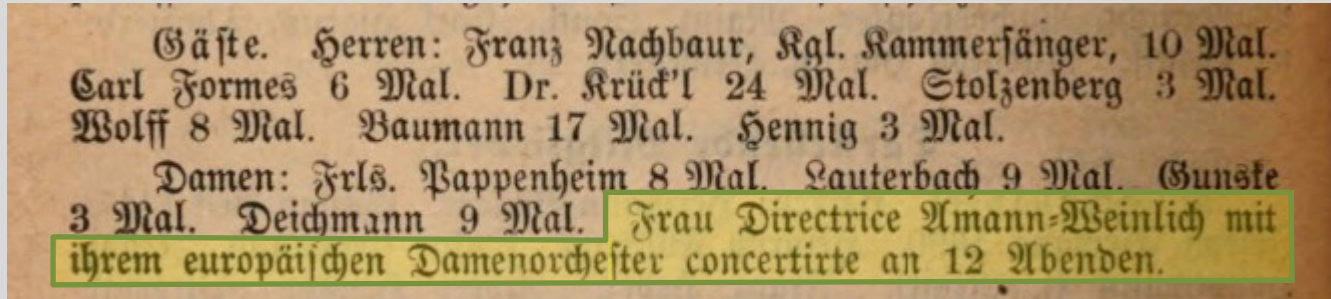 Gäste. Herren: Franz Nachbaur, Kgl. Kammersänger, 10 Mal.
Carl Formes 6 Mal. Dr. Krück'l 24 Mal. Stolzenberg 3 Mal.
Wolff 8 Mal. Baumann 17 Mal. Hennig 3 Mal.
Damen: Frls. Pappenheim 8 Mal. Lauterbach 9 Mal. Gunske
3 Mal. Deichmann 9 Mal. Frau Directrice Amann-Weinlich mit
ihrem europäischen Damenorchester concertirte an 12 Abenden.